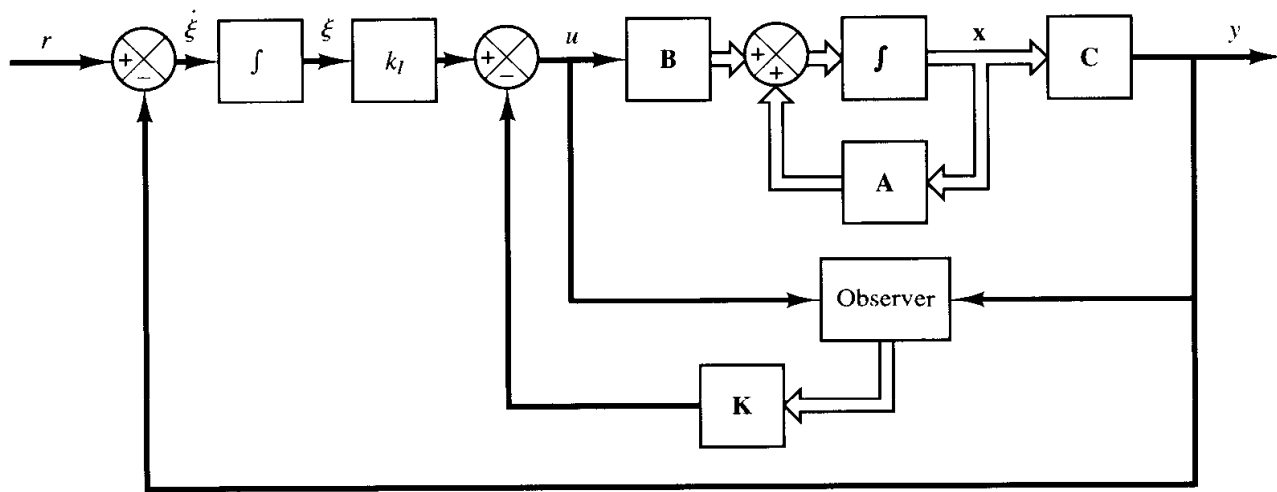 r + − ξ̇ ∫ ξ k_I + − u B + + ∫ x C y
A
Observer
K